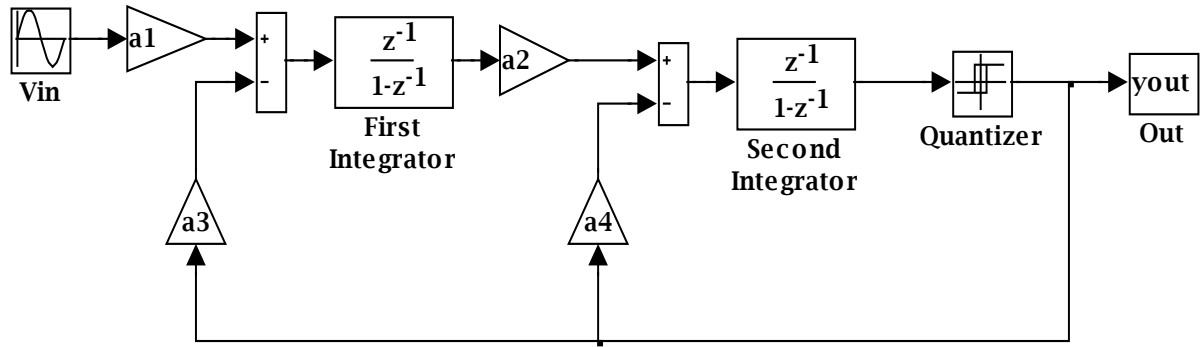 Vin
a1
+
−
z-1
1-z-1
First
Integrator
a2
+
−
z-1
1-z-1
Second
Integrator
Quantizer
yout
Out
a3
a4